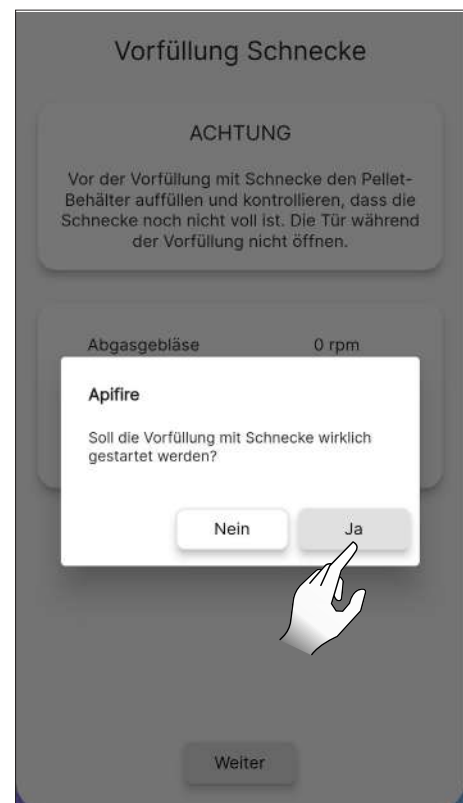 Vorfüllung Schnecke
ACHTUNG
Vor der Vorfüllung mit Schnecke den Pellet-
Behälter auffüllen und kontrollieren, dass die
Schnecke noch nicht voll ist. Die Tür während
der Vorfüllung nicht öffnen.
Abgasgebläse 0 rpm
Apifire
Soll die Vorfüllung mit Schnecke wirklich
gestartet werden?
Nein Ja
Weiter